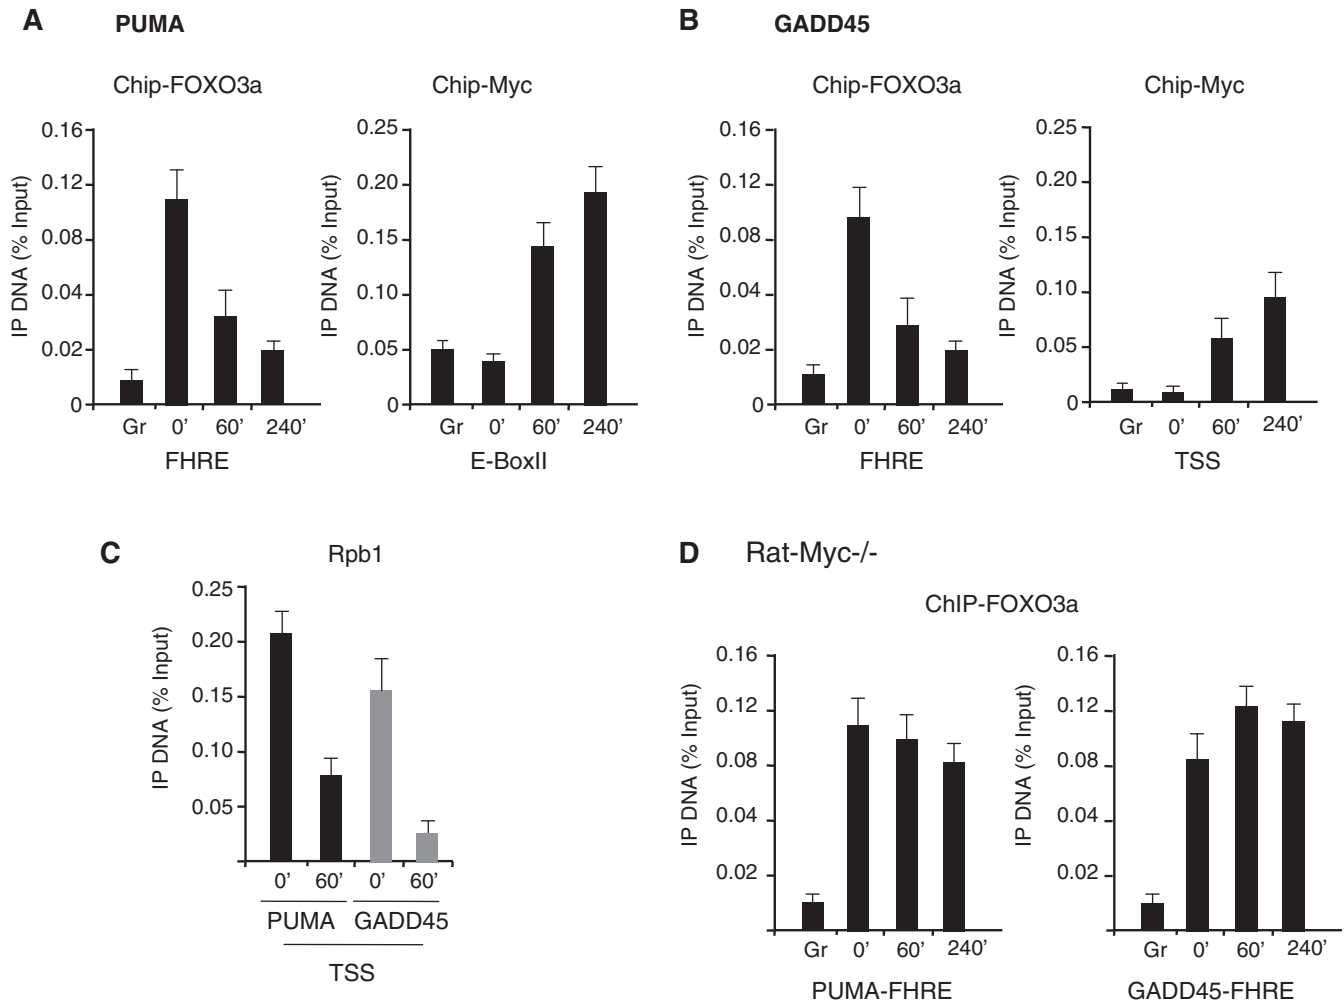 A PUMA
Chip-FOXO3a
IP DNA (% Input)
0.16
0.12
0.08
0.04
0.02
0
Gr 0’ 60’ 240’
FHRE
Chip-Myc
IP DNA (% Input)
0.25
0.20
0.15
0.10
0.05
0
Gr 0’ 60’ 240’
E-BoxII
B GADD45
Chip-FOXO3a
IP DNA (% Input)
0.16
0.12
0.08
0.04
0.02
0
Gr 0’ 60’ 240’
FHRE
Chip-Myc
IP DNA (% Input)
0.25
0.20
0.15
0.10
0.05
0
Gr 0’ 60’ 240’
TSS
C Rpb1
IP DNA (% Input)
0.25
0.20
0.15
0.10
0.05
0’ 60’ 0’ 60’
PUMA GADD45
TSS
D Rat-Myc-/-
ChIP-FOXO3a
IP DNA (% Input)
0.16
0.12
0.08
0.04
0.02
Gr 0’ 60’ 240’
PUMA-FHRE
IP DNA (% Input)
0.16
0.12
0.08
0.04
0.02
Gr 0’ 60’ 240’
GADD45-FHRE